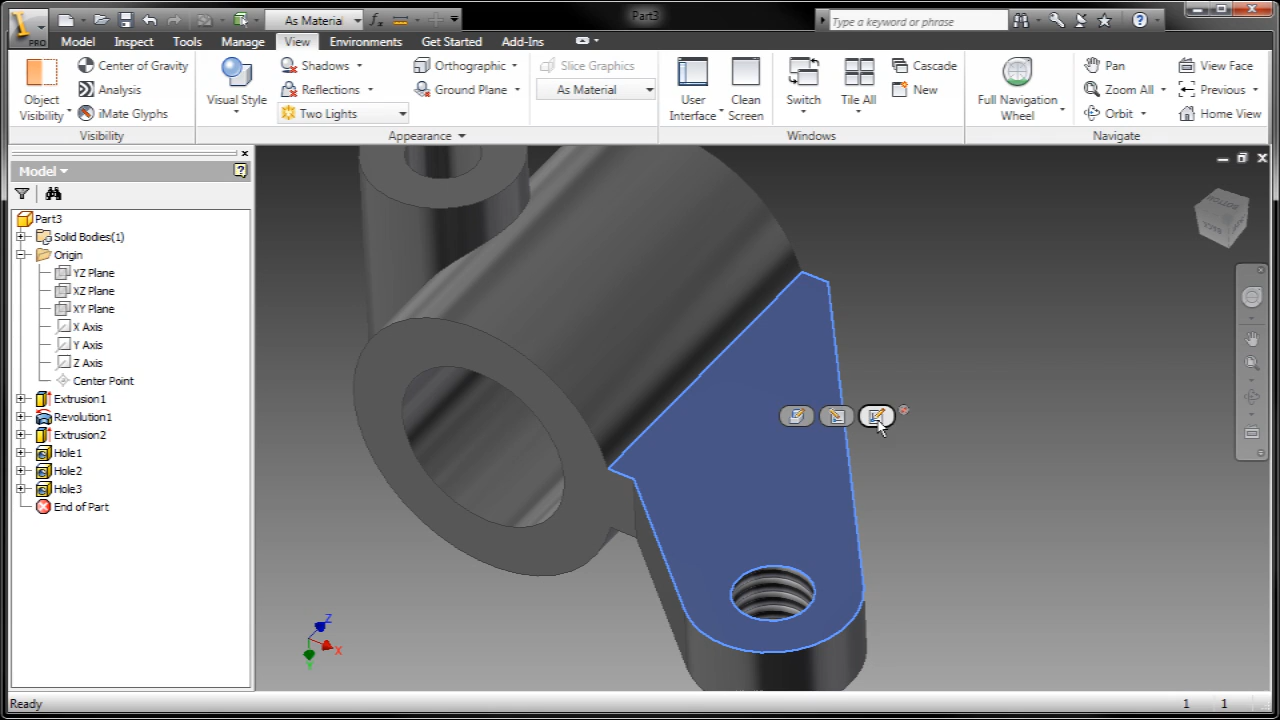 Part3
As Material
Type a keyword or phrase
PRO
Model Inspect Tools Manage View Environments Get Started Add-Ins
Object Visibility
Center of Gravity
Analysis
iMate Glyphs
Visibility
Visual Style
Shadows
Reflections
Two Lights
Orthographic
Ground Plane
Slice Graphics
As Material
Appearance
User Interface
Clean Screen
Switch
Tile All
Cascade
New
Windows
Full Navigation Wheel
Pan
Zoom All
Orbit
View Face
Previous
Home View
Navigate
Model
Part3
Solid Bodies(1)
Origin
YZ Plane
XZ Plane
XY Plane
X Axis
Y Axis
Z Axis
Center Point
Extrusion1
Revolution1
Extrusion2
Hole1
Hole2
Hole3
End of Part
BOTTOM
BACK
Z
X
Ready
1 1